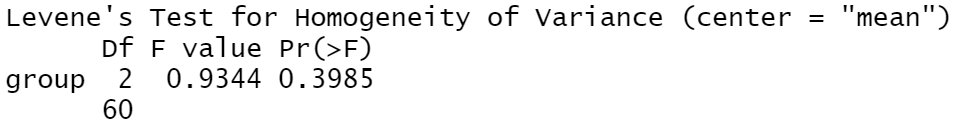 Levene's Test for Homogeneity of Variance (center = "mean")
Df F value Pr(>F)
group 2 0.9344 0.3985
60